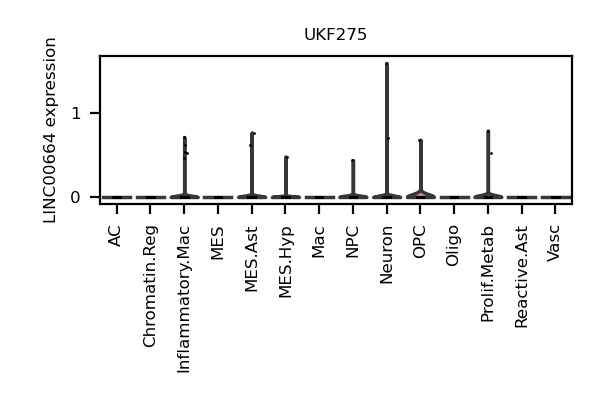 UKF275
LINC00664 expression
1
0
AC
Chromatin.Reg
Inflammatory.Mac
MES
MES.Ast
MES.Hyp
Mac
NPC
Neuron
OPC
Oligo
Prolif.Metab
Reactive.Ast
Vasc